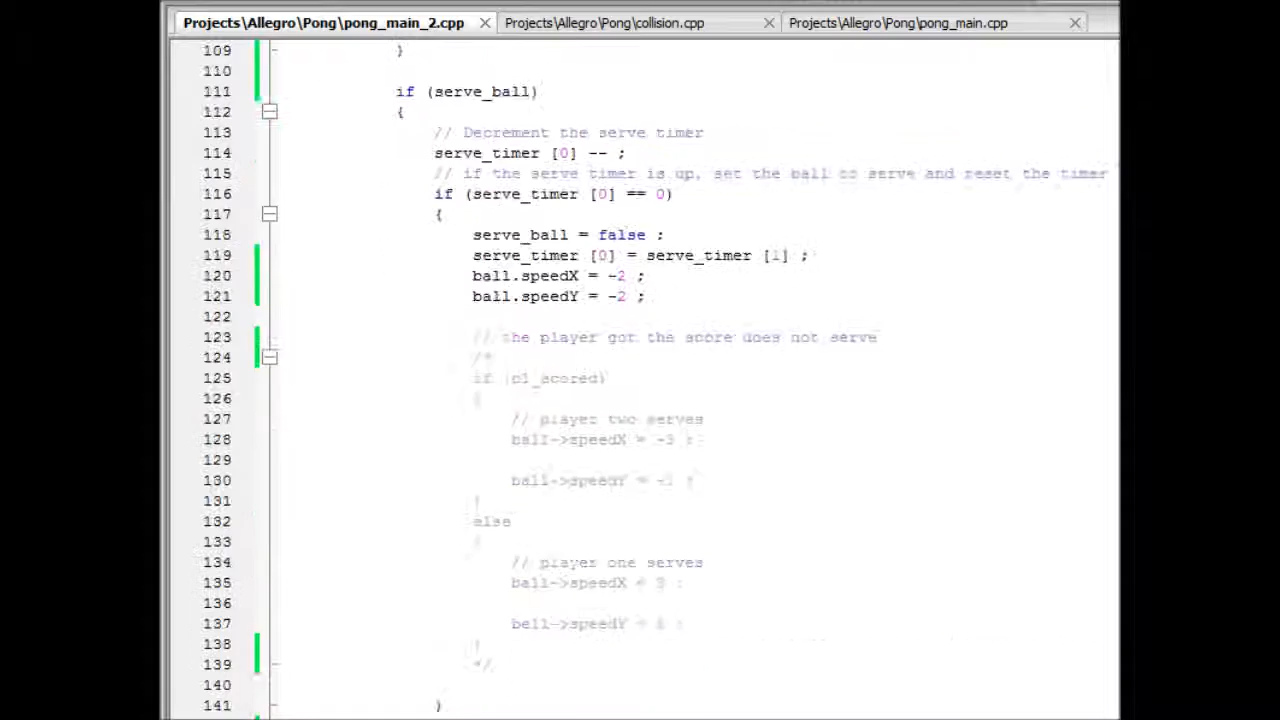 Projects\Allegro\Pong\pong_main_2.cpp Projects\Allegro\Pong\collision.cpp Projects\Allegro\Pong\pong_main.cpp
109 }
110
111 if (serve_ball)
112 {
113 // Decrement the serve timer
114 serve_timer [0] -- ;
115 // if the serve timer is up, set the ball to serve and reset the timer
116 if (serve_timer [0] == 0)
117 {
118 serve_ball = false ;
119 serve_timer [0] = serve_timer [1] ;
120 ball.speedX = -2 ;
121 ball.speedY = -2 ;
122
123 // the player got the score does not serve
124 /*
125 if (p1_scored)
126 {
127 // player two serves
128 ball->speedX = -3 ;
129
130 ball->speedY =
131
132 else
133
134 // player one serves
135 ball->speedX
136
137 ball->speedY
138
139 */
140
141 }